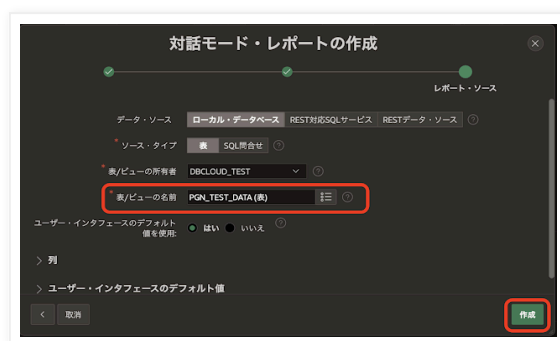 対話モード・レポートの作成
レポート・ソース
データ・ソース ローカル・データベース REST対応SQLサービス RESTデータ・ソース
* ソース・タイプ 表 SQL問合せ
* 表/ビューの所有者 DBCLOUD_TEST
* 表/ビューの名前 PGN_TEST_DATA (表)
ユーザー・インタフェースのデフォルト
値を使用: はい いいえ
列
ユーザー・インタフェースのデフォルト値
取消 作成